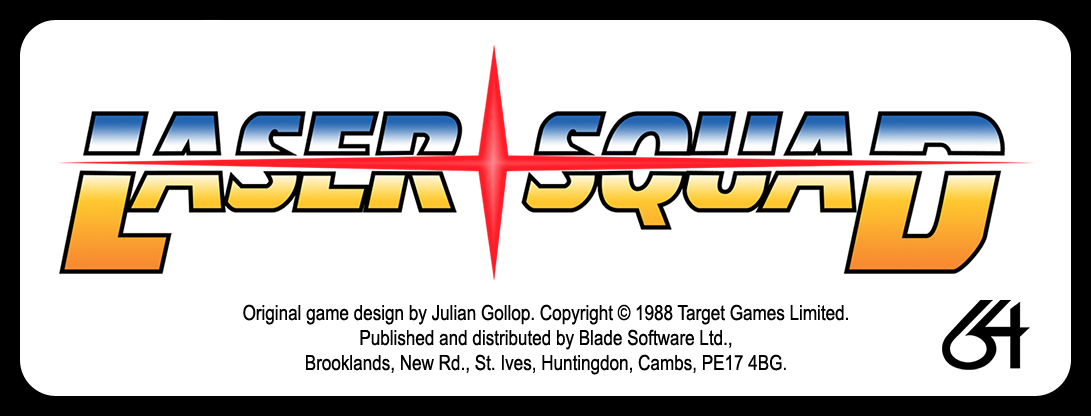 LASER SQUAD
Original game design by Julian Gollop. Copyright © 1988 Target Games Limited.
Published and distributed by Blade Software Ltd.,
Brooklands, New Rd., St. Ives, Huntingdon, Cambs, PE17 4BG.
64